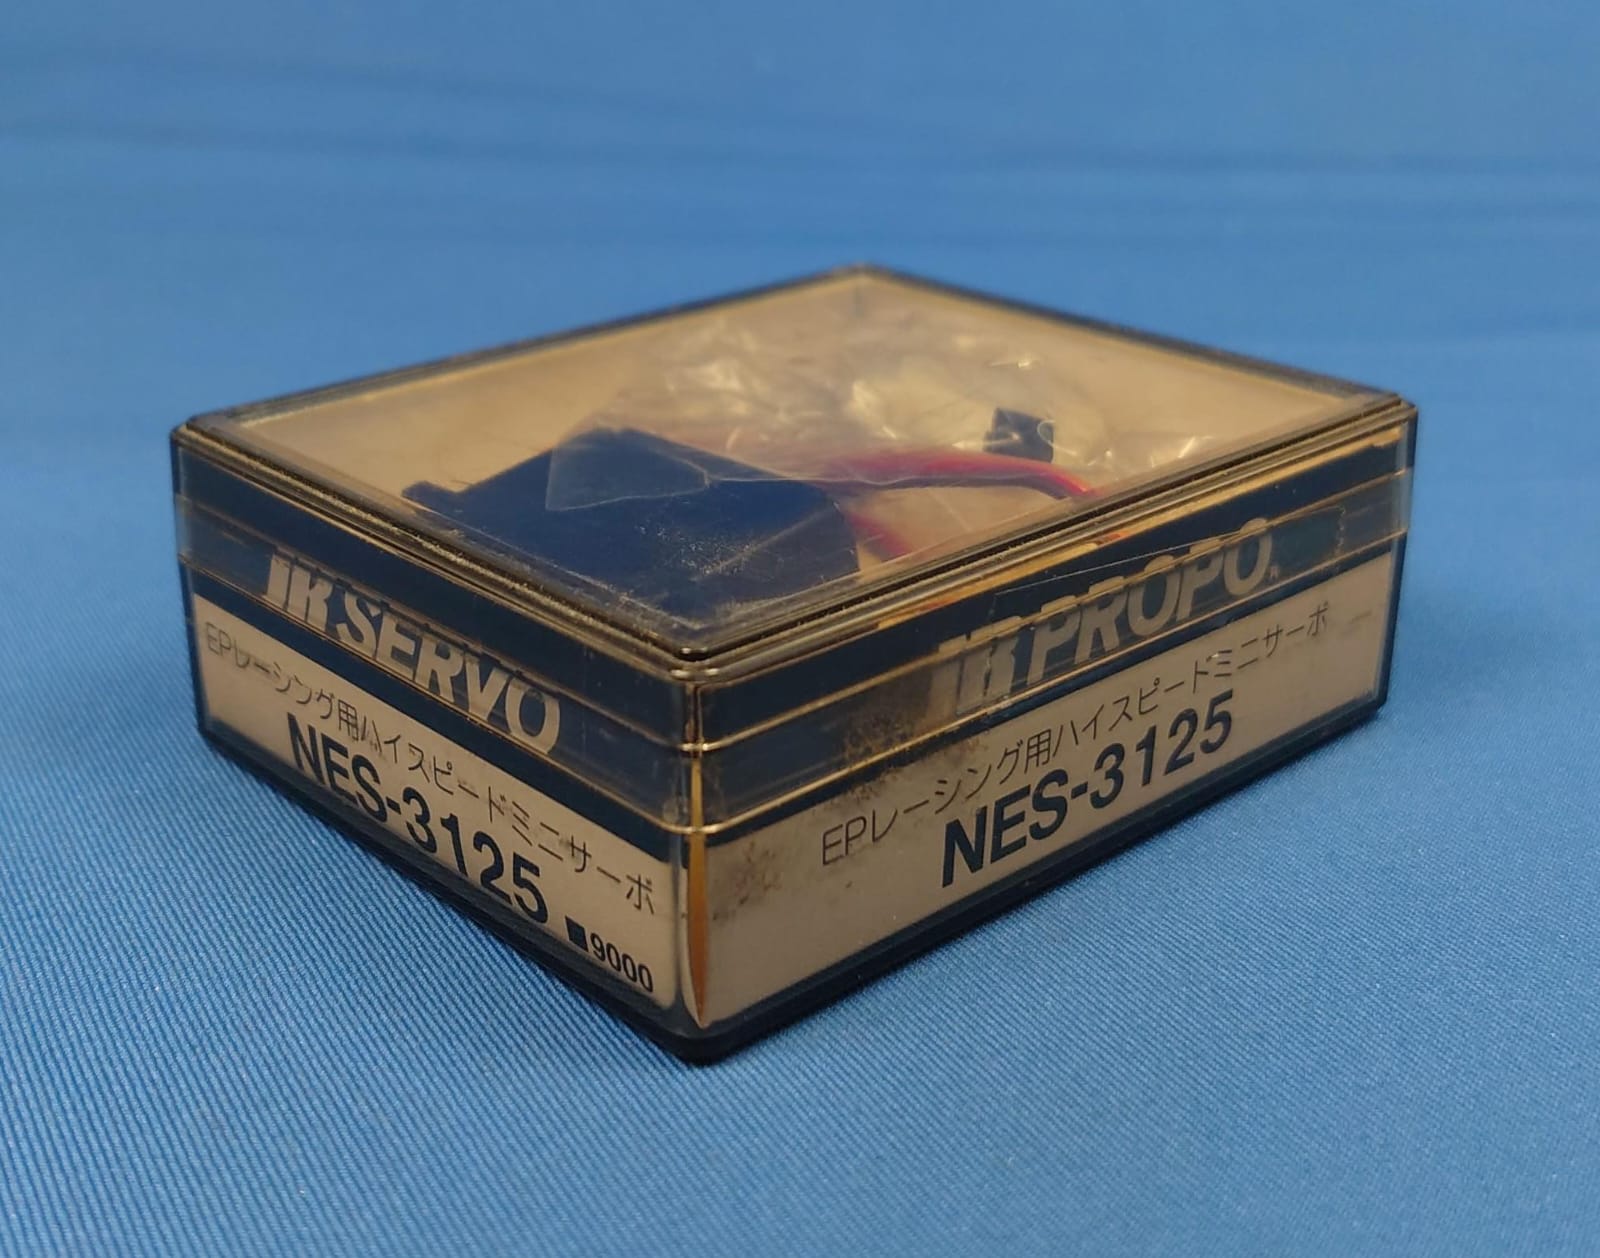 JR SERVO
EPレーシング用ハイスピードミニサーボ
NES-3125
■9000
JR PROPO®
EPレーシング用ハイスピードミニサーボ
NES-3125